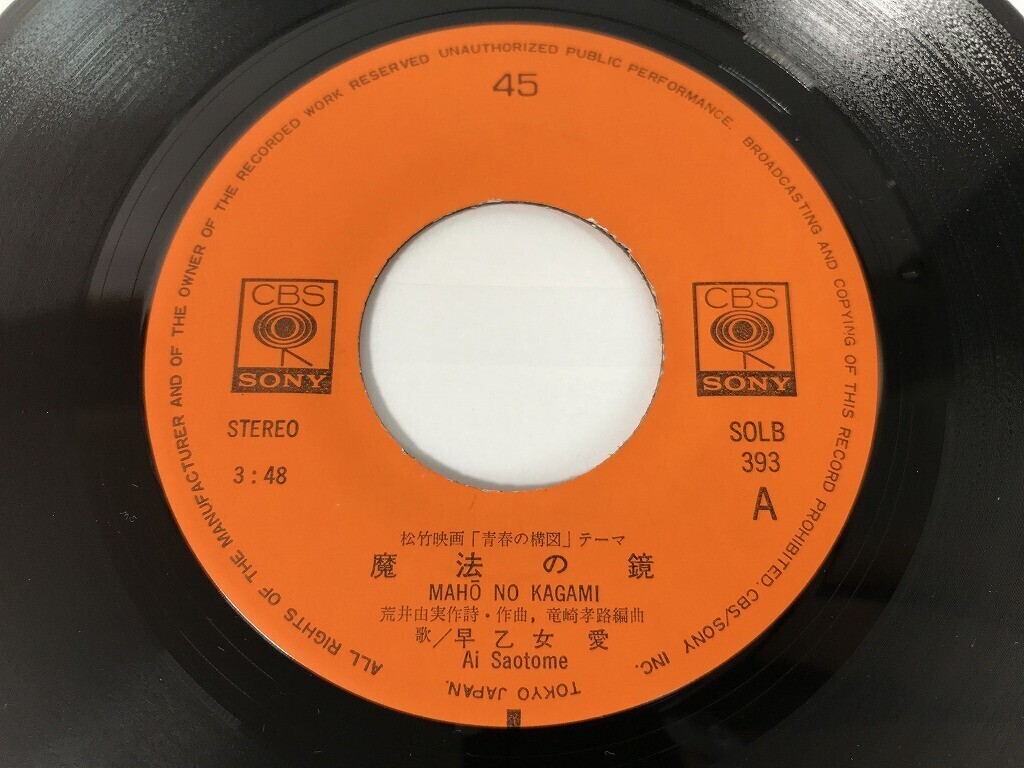 ALL RIGHTS OF THE MANUFACTURER AND OF THE OWNER OF THE RECORDED WORK RESERVED UNAUTHORIZED PUBLIC PERFORMANCE. BROADCASTING AND COPYING OF THIS RECORD PROHIBITED. CBS/SONY INC. TOKYO JAPAN.
45
CBS
SONY
CBS
SONY
STEREO
3:48
SOLB
393
A
松竹映画「青春の構図」テーマ
魔法の鏡
MAHŌ NO KAGAMI
荒井由実作詩・作曲,竜崎孝路編曲
歌/早乙女愛
Ai Saotome